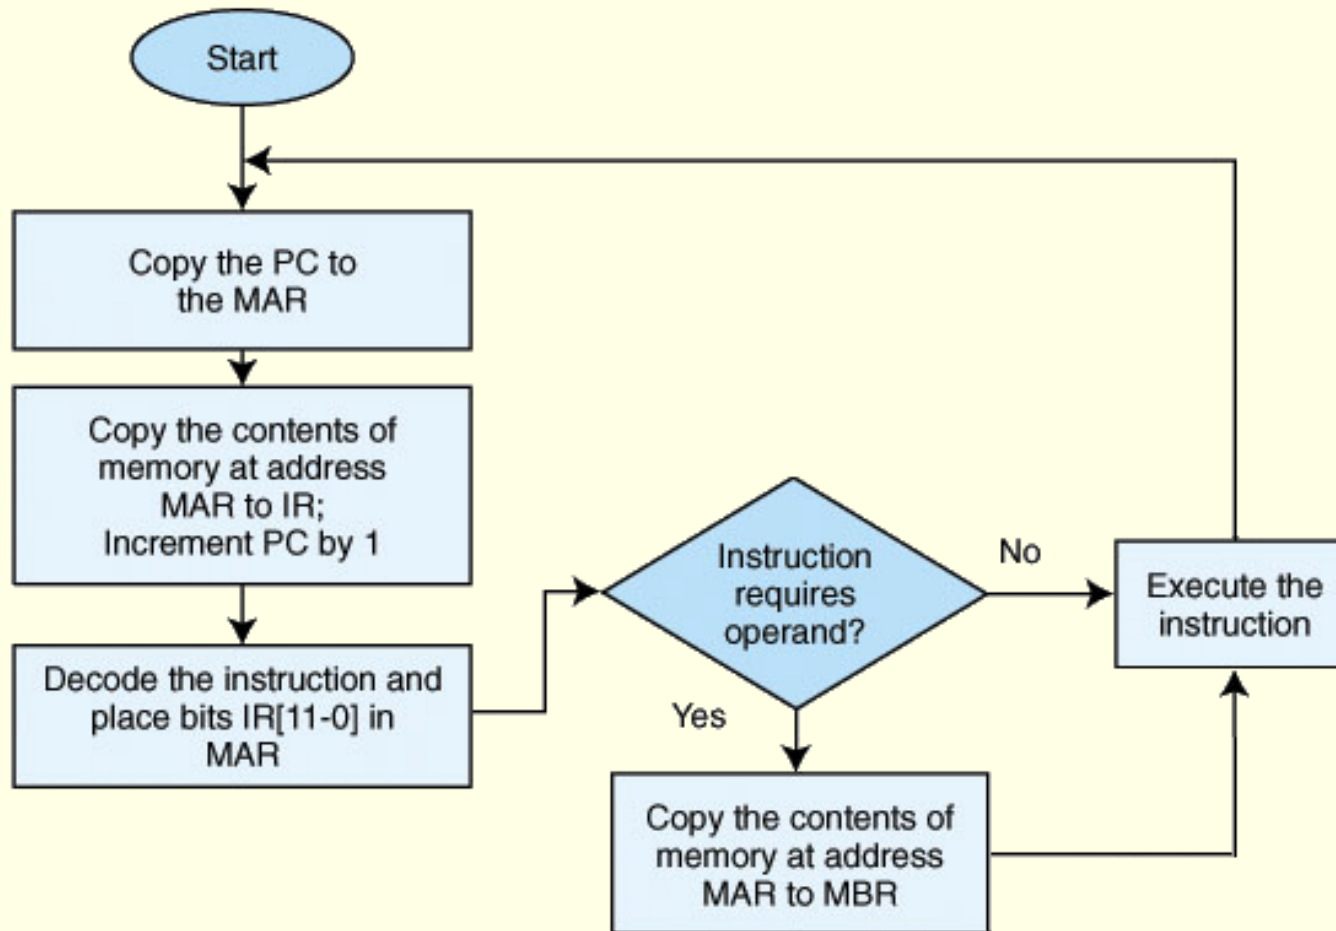 Start
Copy the PC to
the MAR
Copy the contents of
memory at address
MAR to IR;
Increment PC by 1
Decode the instruction and
place bits IR[11-0] in
MAR
Instruction
requires
operand?
No
Yes
Execute the
instruction
Copy the contents of
memory at address
MAR to MBR